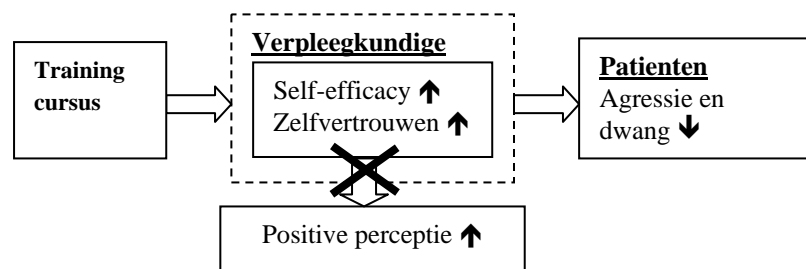 Training
cursus
Verpleegkundige
Self-efficacy ↑
Zelfvertrouwen ↑
Patienten
Agressie en
dwang ↓
Positive perceptie ↑